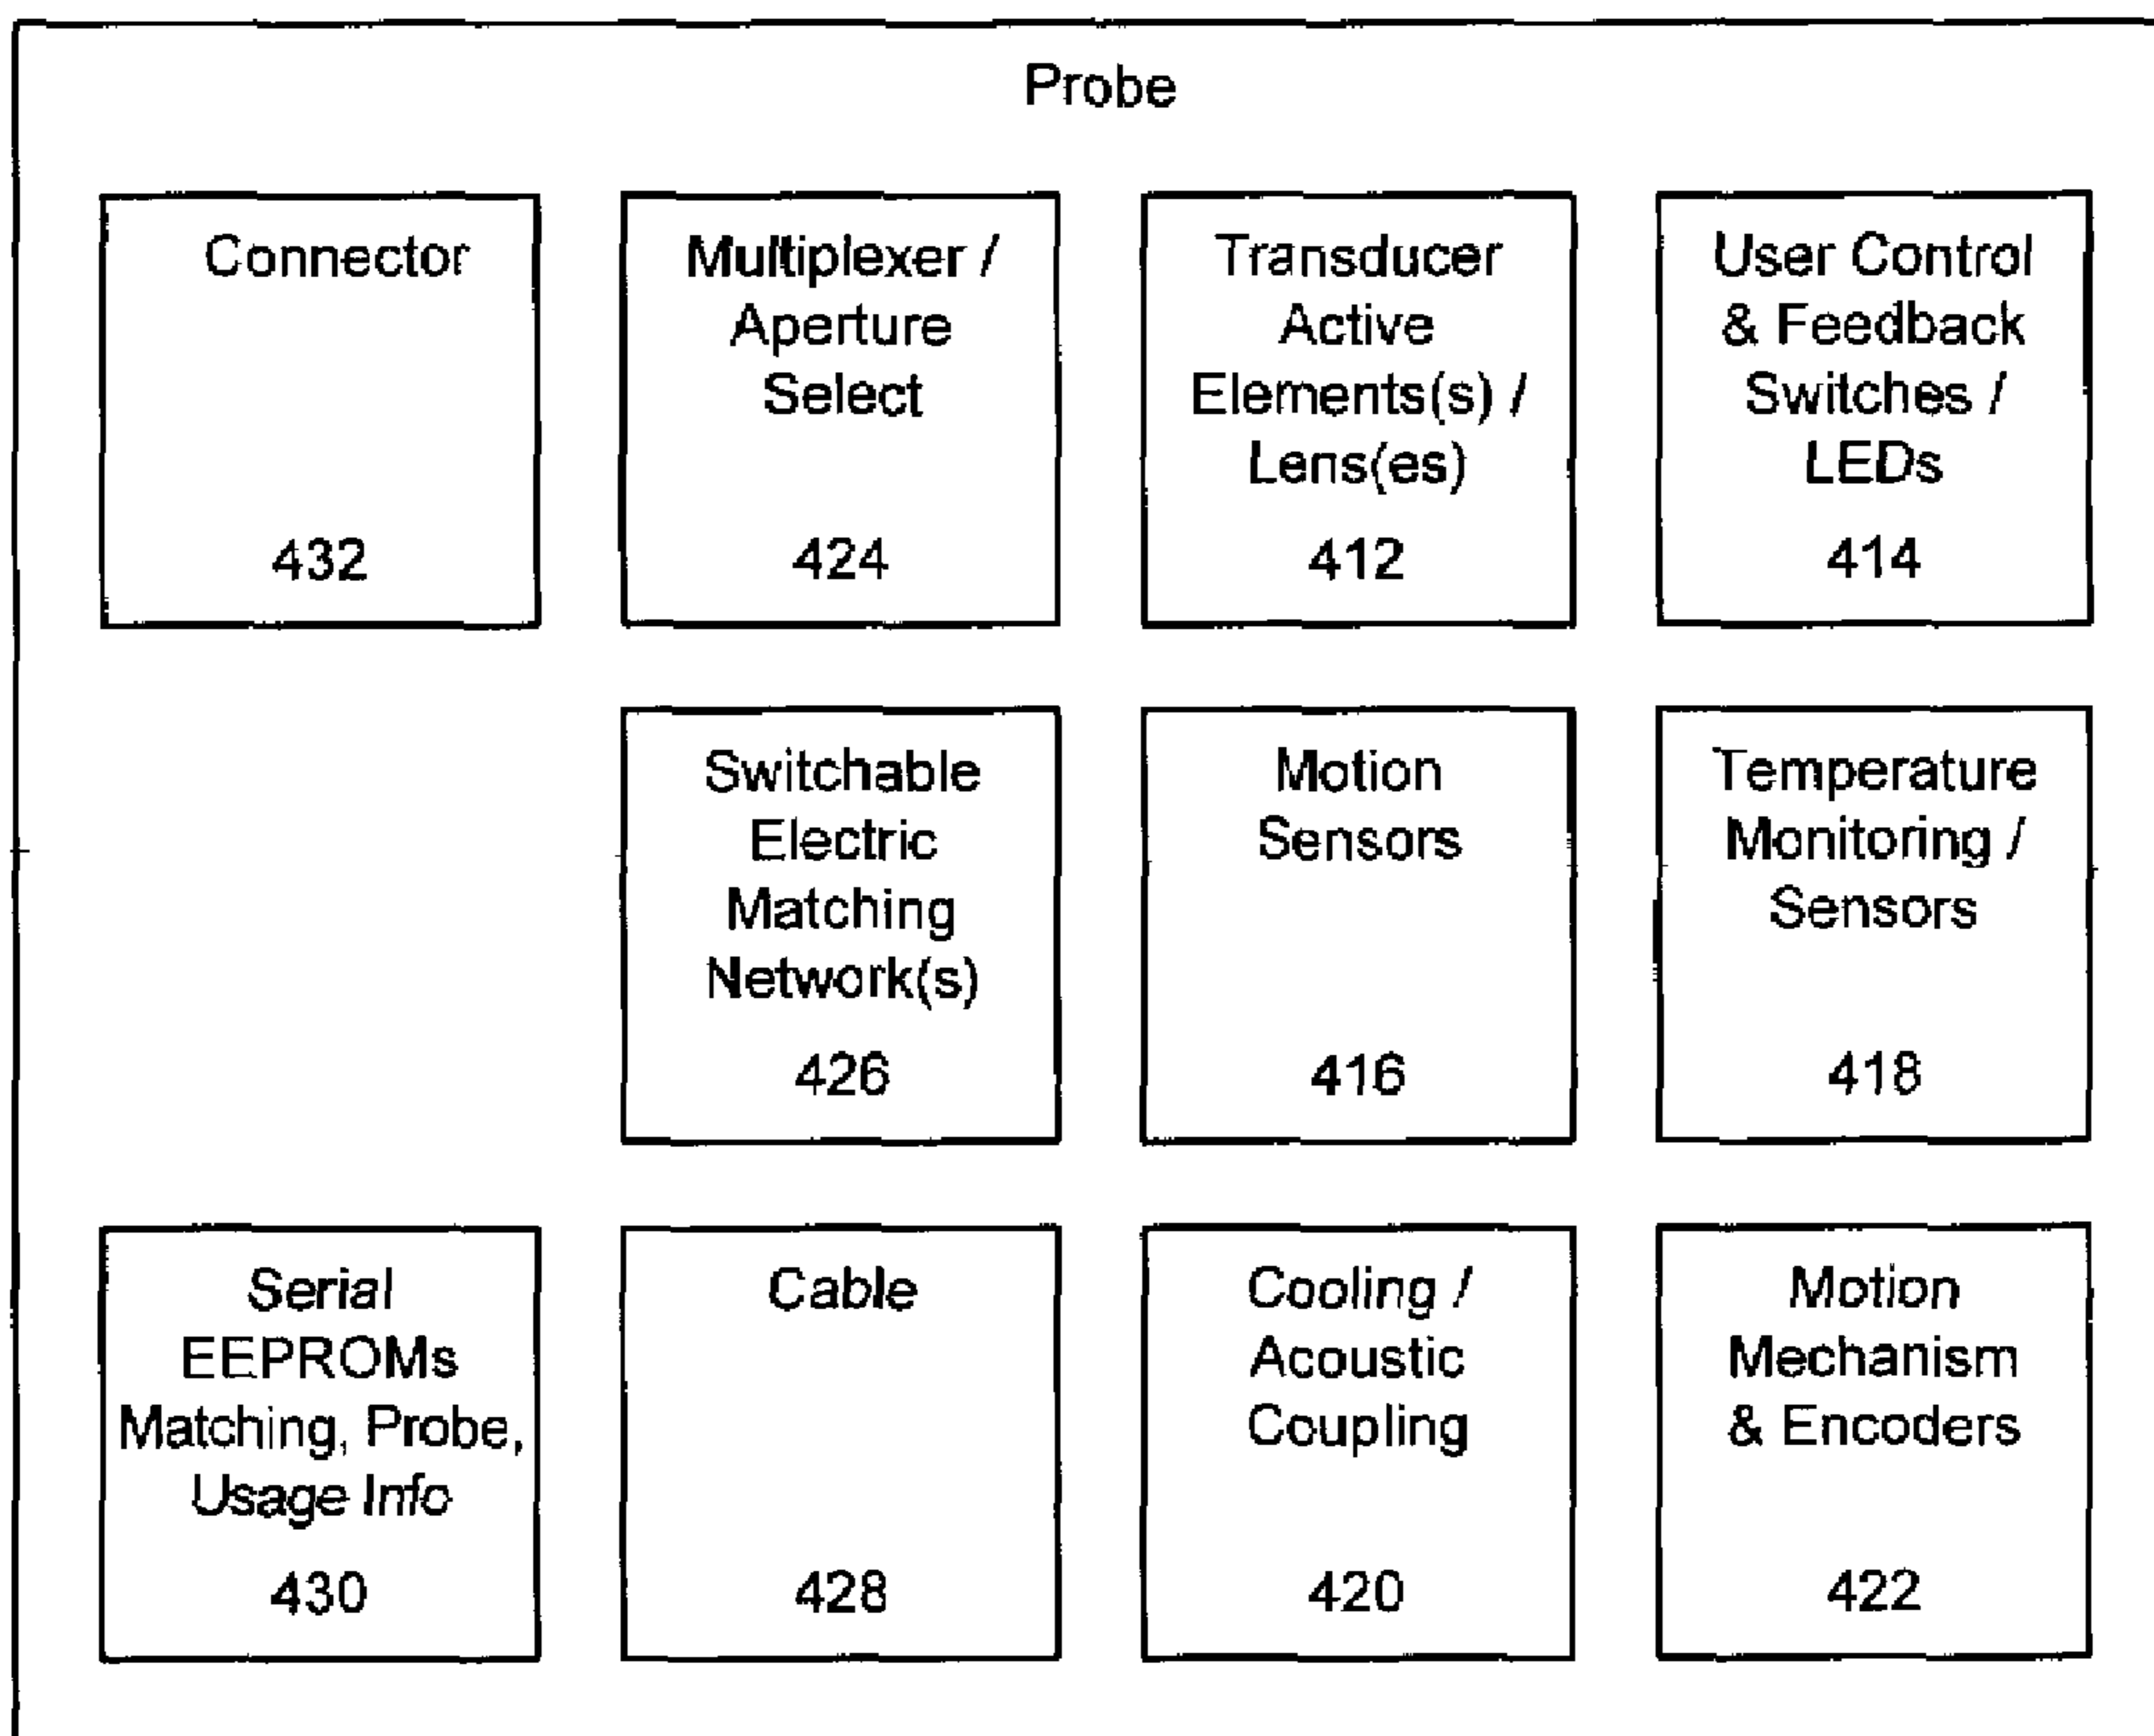 Probe
Connector
432
Multiplexer /
Aperture
Select
424
Transducer
Active
Elements(s) /
Lens(es)
412
User Control
& Feedback
Switches /
LEDs
414
Switchable
Electric
Matching
Network(s)
426
Motion
Sensors
416
Temperature
Monitoring /
Sensors
418
Serial
EEPROMs
Matching, Probe,
Usage Info
430
Cable
428
Cooling /
Acoustic
Coupling
420
Motion
Mechanism
& Encoders
422